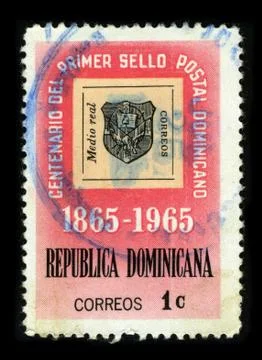 CENTENARIO DEL PRIMER SELLO POSTAL DOMINICANO
Medio real
CORREOS
1865-1965
REPUBLICA DOMINICANA
CORREOS 1c